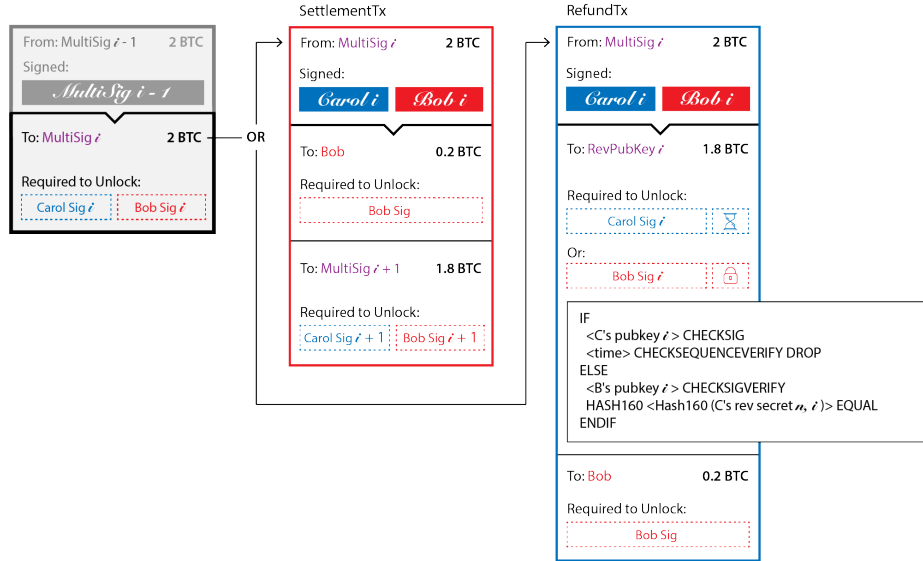 From: MultiSig i - 1 2 BTC
Signed:
MultiSig i - 1
To: MultiSig i 2 BTC
Required to Unlock:
Carol Sig i Bob Sig i
OR
SettlementTx
From: MultiSig i 2 BTC
Signed:
Carol i Bob i
To: Bob 0.2 BTC
Required to Unlock:
Bob Sig
To: MultiSig i + 1 1.8 BTC
Required to Unlock:
Carol Sig i + 1 Bob Sig i + 1
RefundTx
From: MultiSig i 2 BTC
Signed:
Carol i Bob i
To: RevPubKey i 1.8 BTC
Required to Unlock:
Carol Sig i
Or:
Bob Sig i
IF
<C's pubkey i > CHECKSIG
<time> CHECKSEQUENCEVERIFY DROP
ELSE
<B's pubkey i > CHECKSIGVERIFY
HASH160 <Hash160 (C's rev secret n, i )> EQUAL
ENDIF
To: Bob 0.2 BTC
Required to Unlock:
Bob Sig